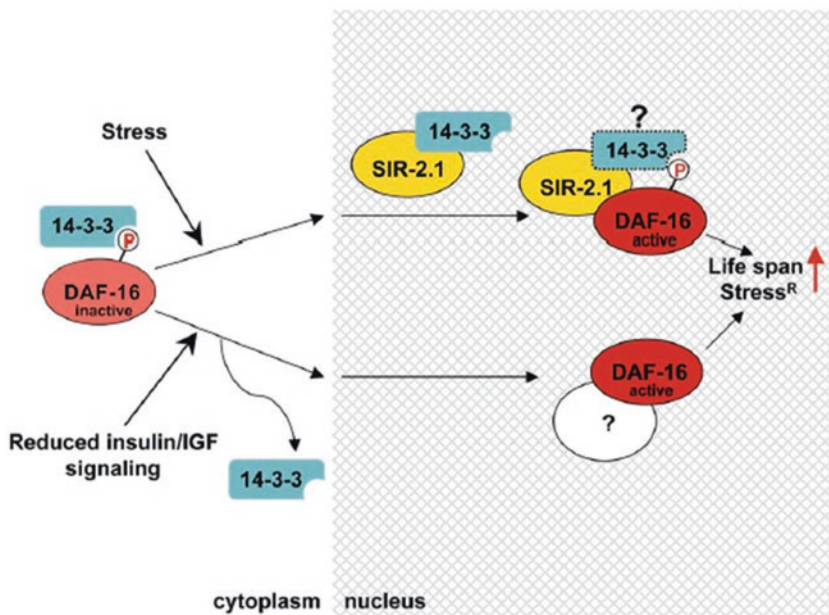 Stress
14-3-3
P
DAF-16
inactive
Reduced insulin/IGF
signaling
14-3-3
14-3-3
SIR-2.1
?
14-3-3
P
SIR-2.1
DAF-16
active
Life span
Stressᴿ
DAF-16
active
?
cytoplasm
nucleus